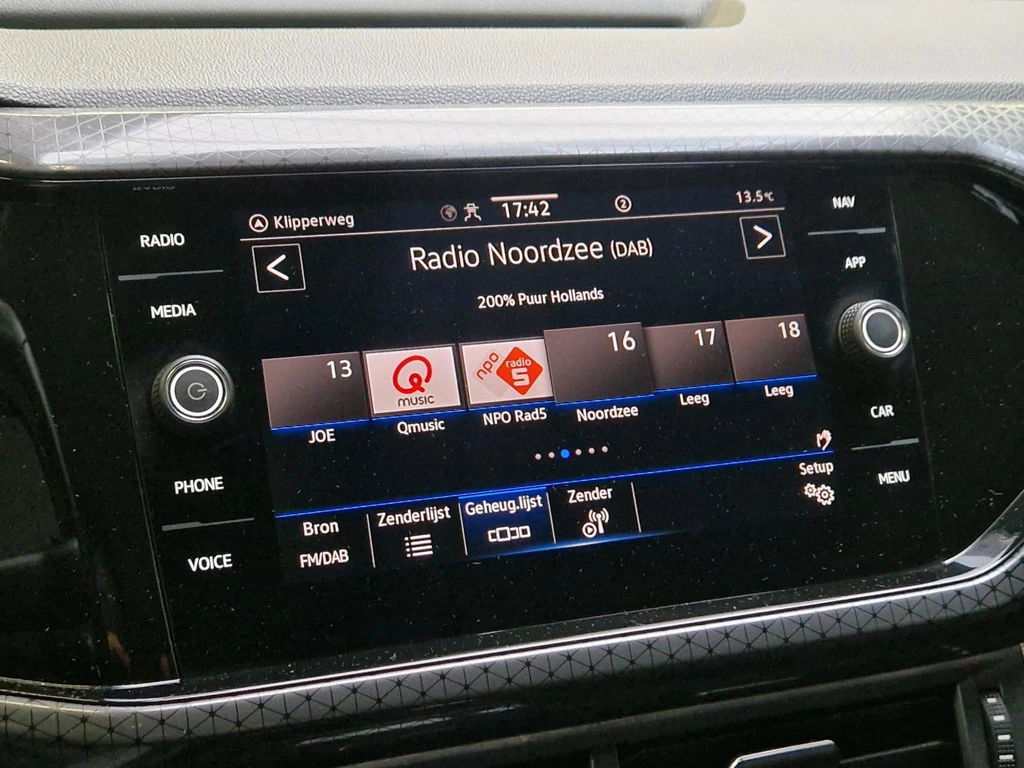 Klipperweg
17:42
2
13.5°C
NAV
RADIO
Radio Noordzee (DAB)
APP
MEDIA
200% Puur Hollands
13
16
17
18
Q
MUSIC
npo
radio
5
JOE
Qmusic
NPO Rad5
Noordzee
Leeg
Leeg
CAR
PHONE
Setup
MENU
Bron
Zenderlijst
Geheug.lijst
Zender
FM/DAB
VOICE